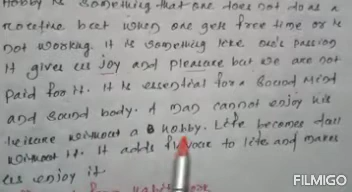 Hobby is something that one does not do as a
routine but when one gets free time or is
not working. It is something like one's passion
It gives us joy and pleasure but we are not
paid for it. It is essential for a sound mind
and sound body. A man cannot enjoy his
leisure without a hobby. Life becomes dull
without it. It adds flavour to life and makes
us enjoy it
FILMIGO